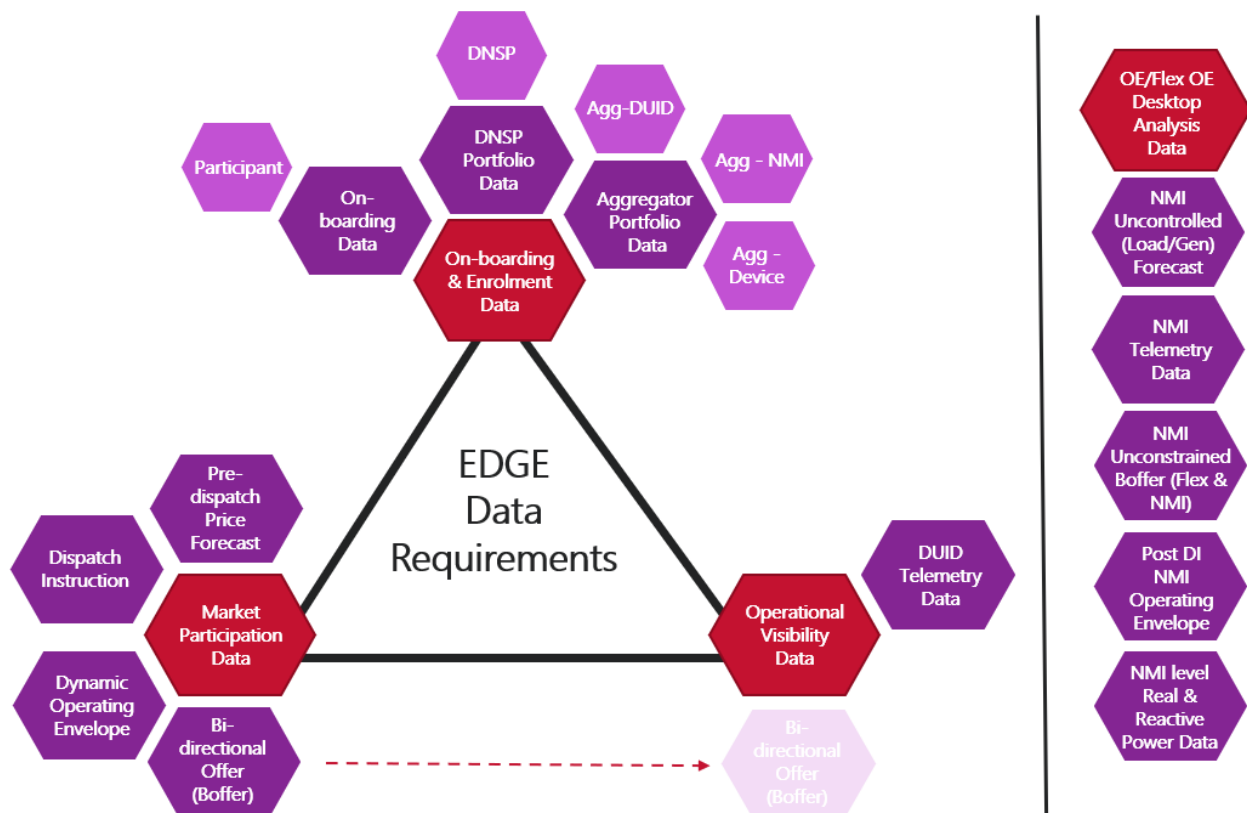 DNSP
Agg-DUID
Participant
DNSP
Portfolio
Data
Agg - NMI
On-
boarding
Data
Aggregator
Portfolio
Data
On-boarding
& Enrolment
Data
Agg -
Device
EDGE
Data
Requirements
Pre-
dispatch
Price
Forecast
Dispatch
Instruction
Market
Participation
Data
Dynamic
Operating
Envelope
Bi-
directional
Offer
(Boffer)
DUID
Telemetry
Data
Operational
Visibility
Data
Bi-
directional
Offer
(Boffer)
OE/Flex OE
Desktop
Analysis
Data
NMI
Uncontrolled
(Load/Gen)
Forecast
NMI
Telemetry
Data
NMI
Unconstrained
Boffer (Flex &
NMI)
Post DI
NMI
Operating
Envelope
NMI level
Real &
Reactive
Power Data